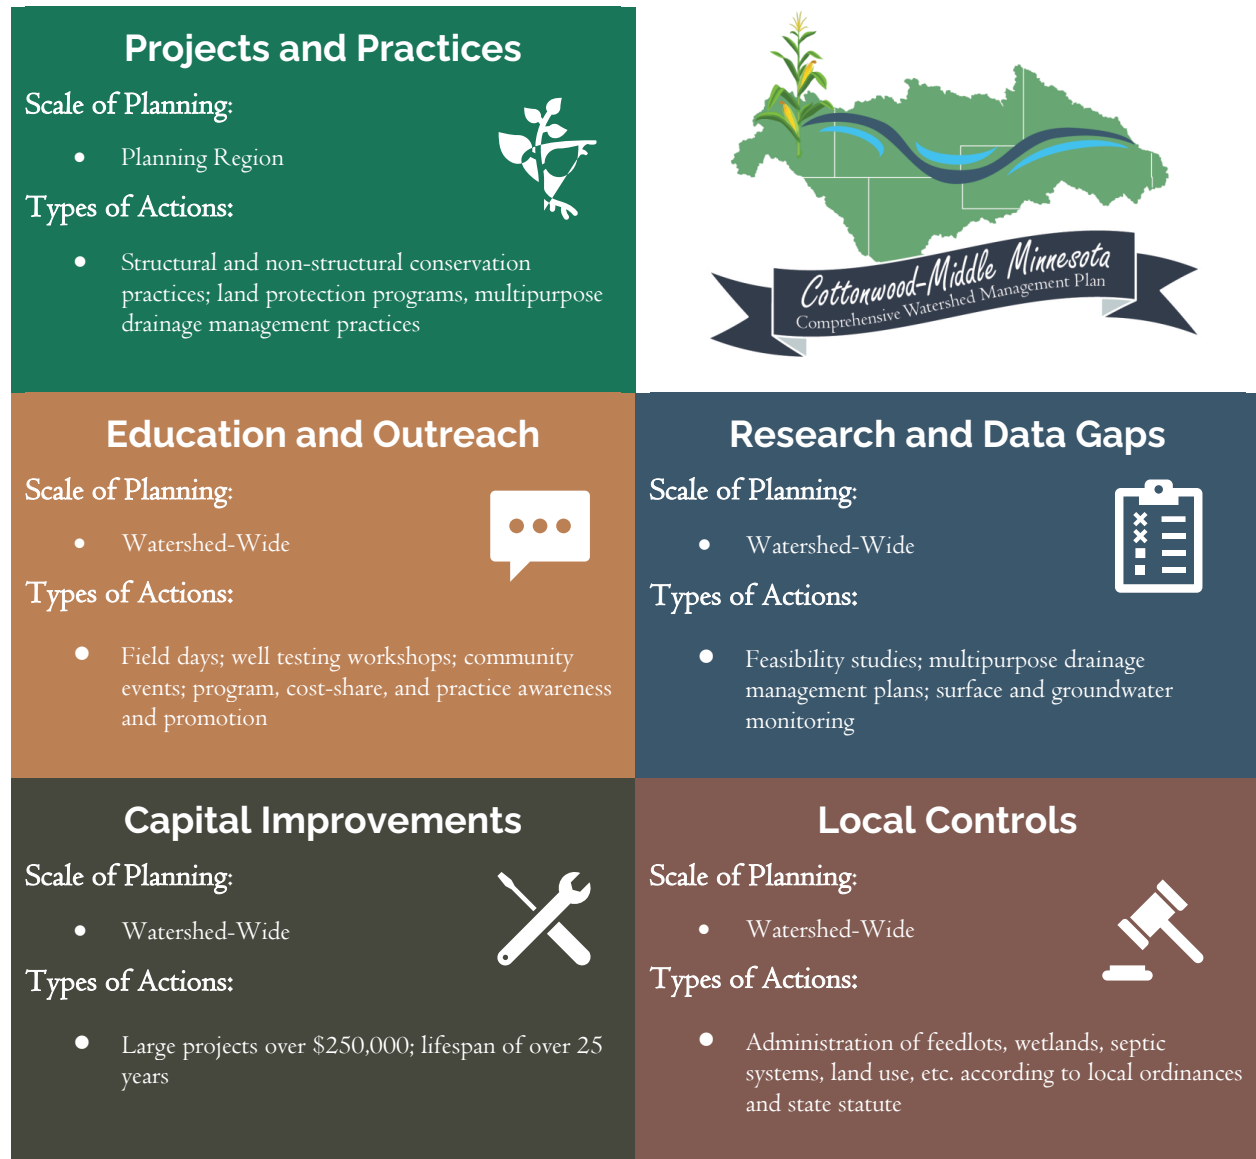 Projects and Practices
Scale of Planning:
• Planning Region
Types of Actions:
• Structural and non-structural conservation
practices; land protection programs, multipurpose
drainage management practices
Cottonwood-Middle Minnesota
Comprehensive Watershed Management Plan
Education and Outreach
Scale of Planning:
• Watershed-Wide
Types of Actions:
• Field days; well testing workshops; community
events; program, cost-share, and practice awareness
and promotion
Research and Data Gaps
Scale of Planning:
• Watershed-Wide
Types of Actions:
• Feasibility studies; multipurpose drainage
management plans; surface and groundwater
monitoring
Capital Improvements
Scale of Planning:
• Watershed-Wide
Types of Actions:
• Large projects over $250,000; lifespan of over 25
years
Local Controls
Scale of Planning:
• Watershed-Wide
Types of Actions:
• Administration of feedlots, wetlands, septic
systems, land use, etc. according to local ordinances
and state statute